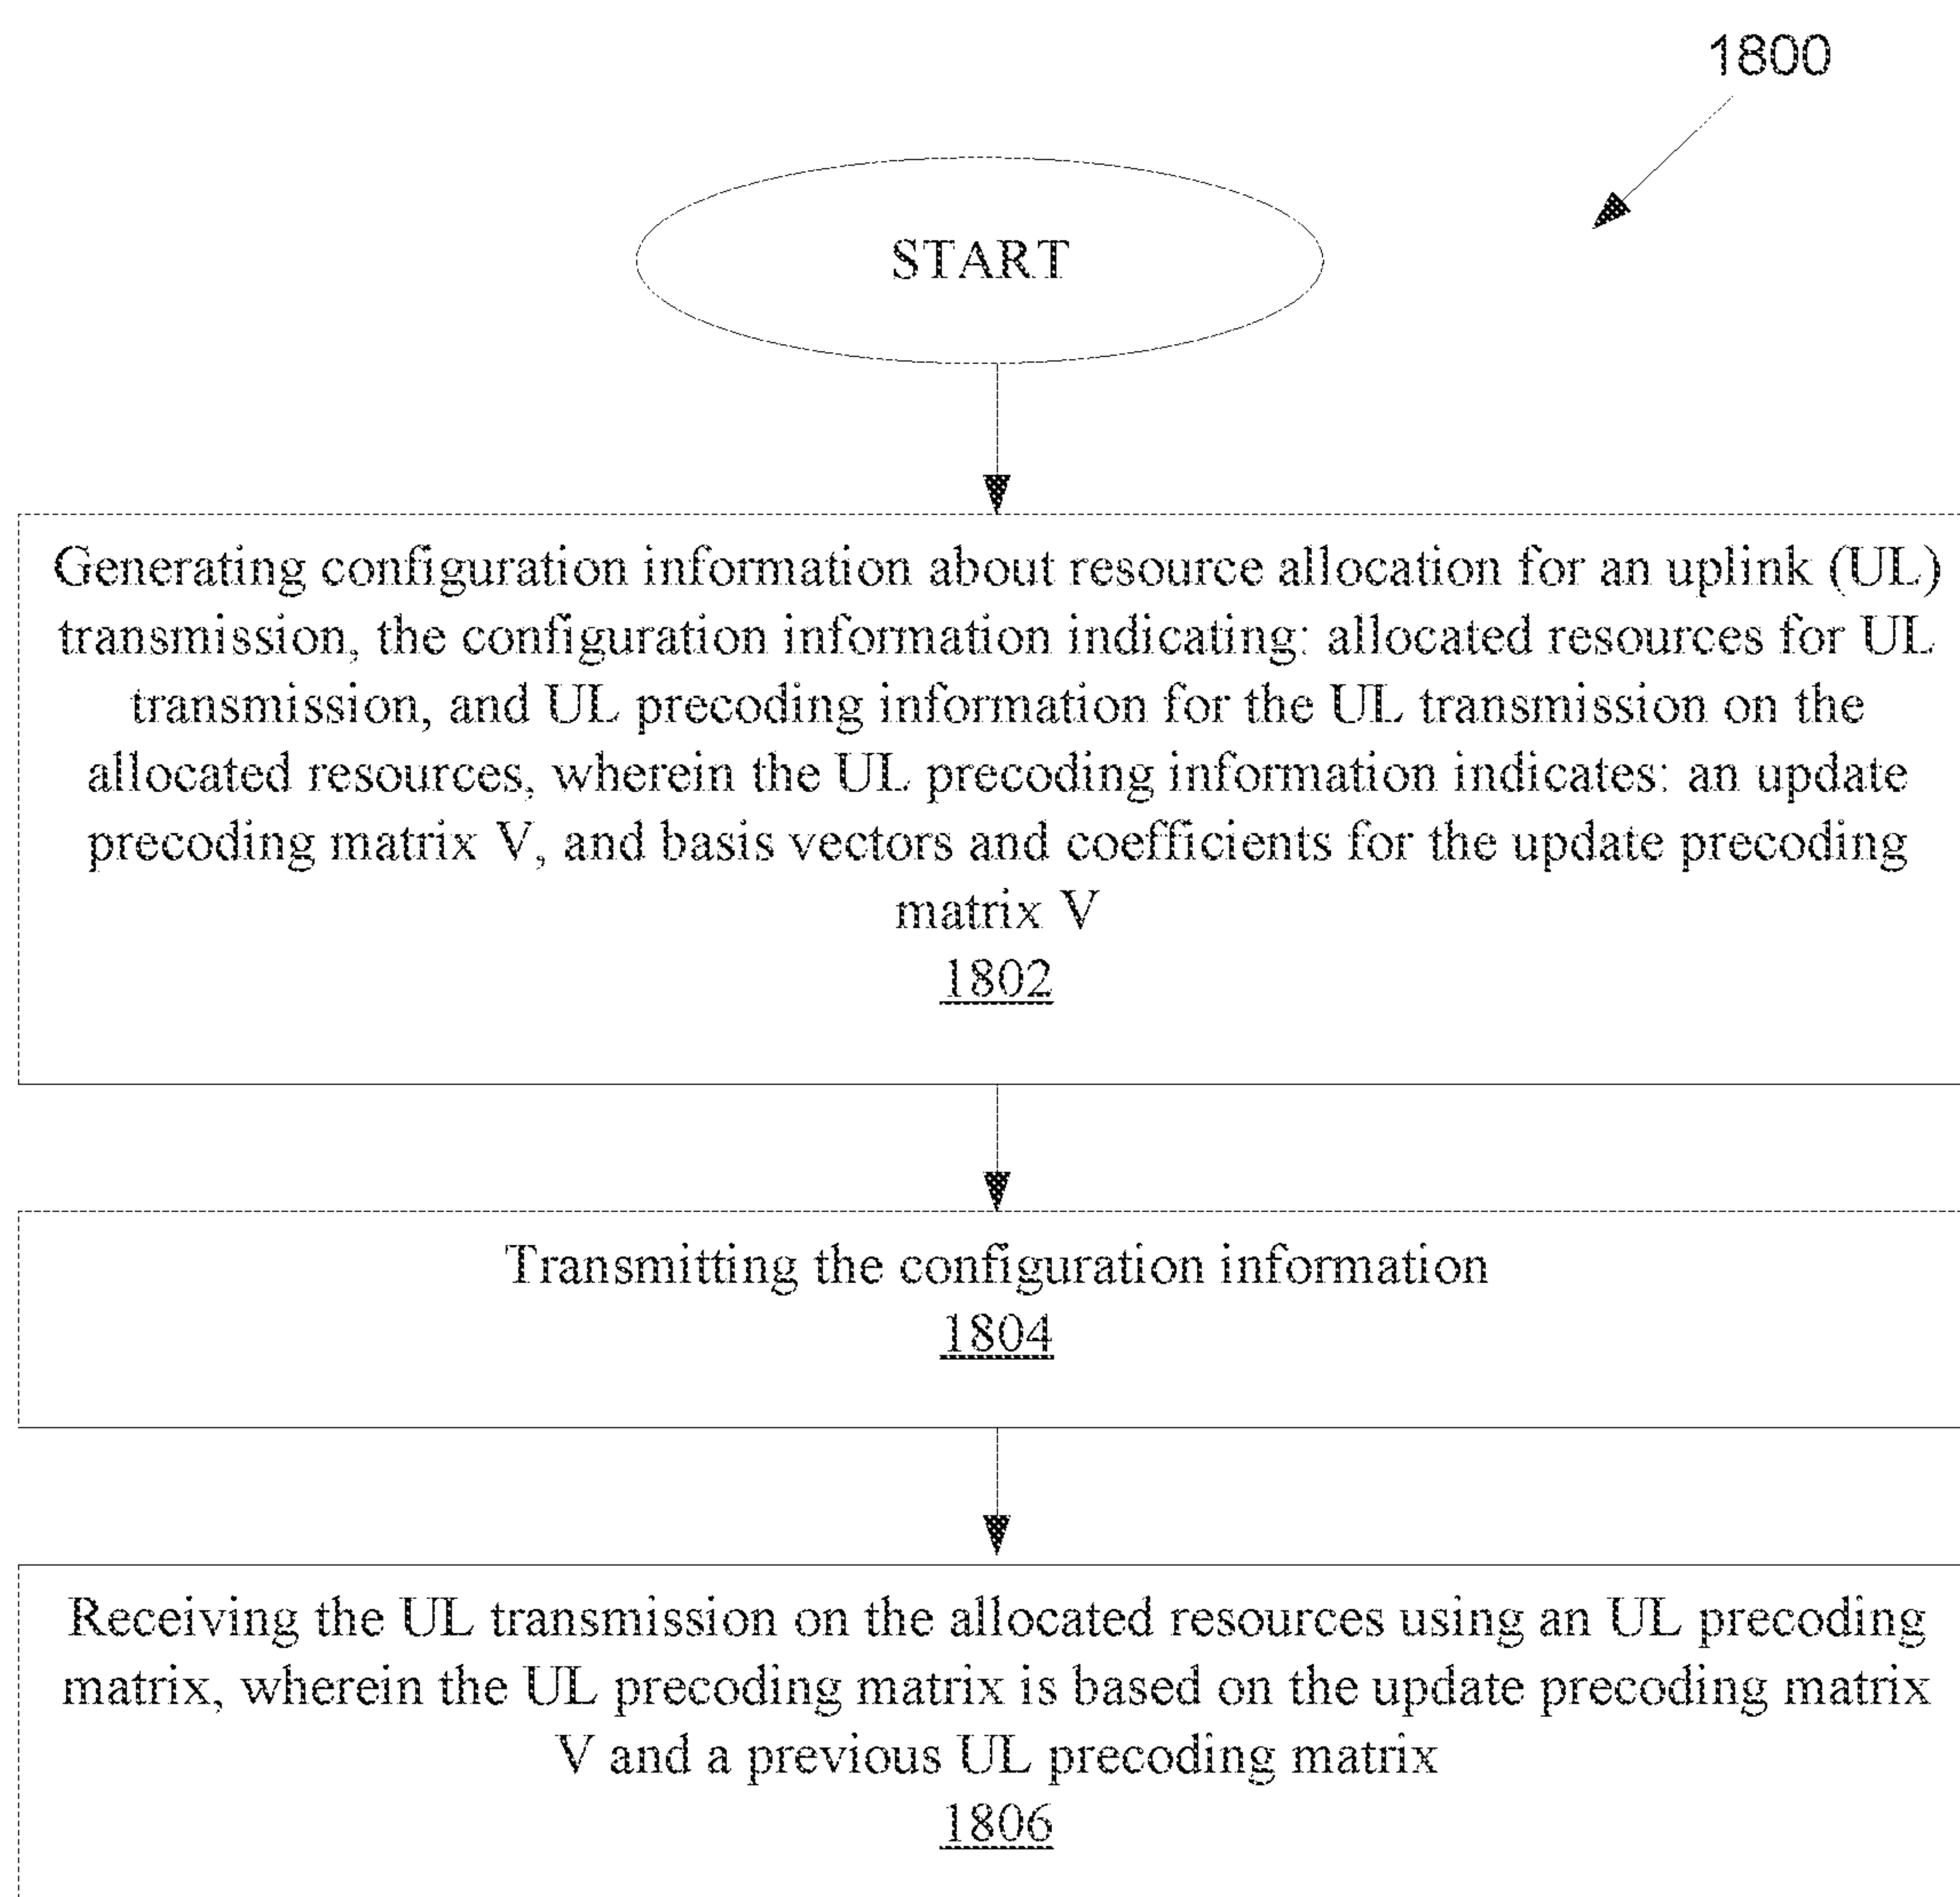 1800
START
Generating configuration information about resource allocation for an uplink (UL)
transmission, the configuration information indicating: allocated resources for UL
transmission, and UL precoding information for the UL transmission on the
allocated resources, wherein the UL precoding information indicates: an update
precoding matrix V, and basis vectors and coefficients for the update precoding
matrix V
1802
Transmitting the configuration information
1804
Receiving the UL transmission on the allocated resources using an UL precoding
matrix, wherein the UL precoding matrix is based on the update precoding matrix
V and a previous UL precoding matrix
1806